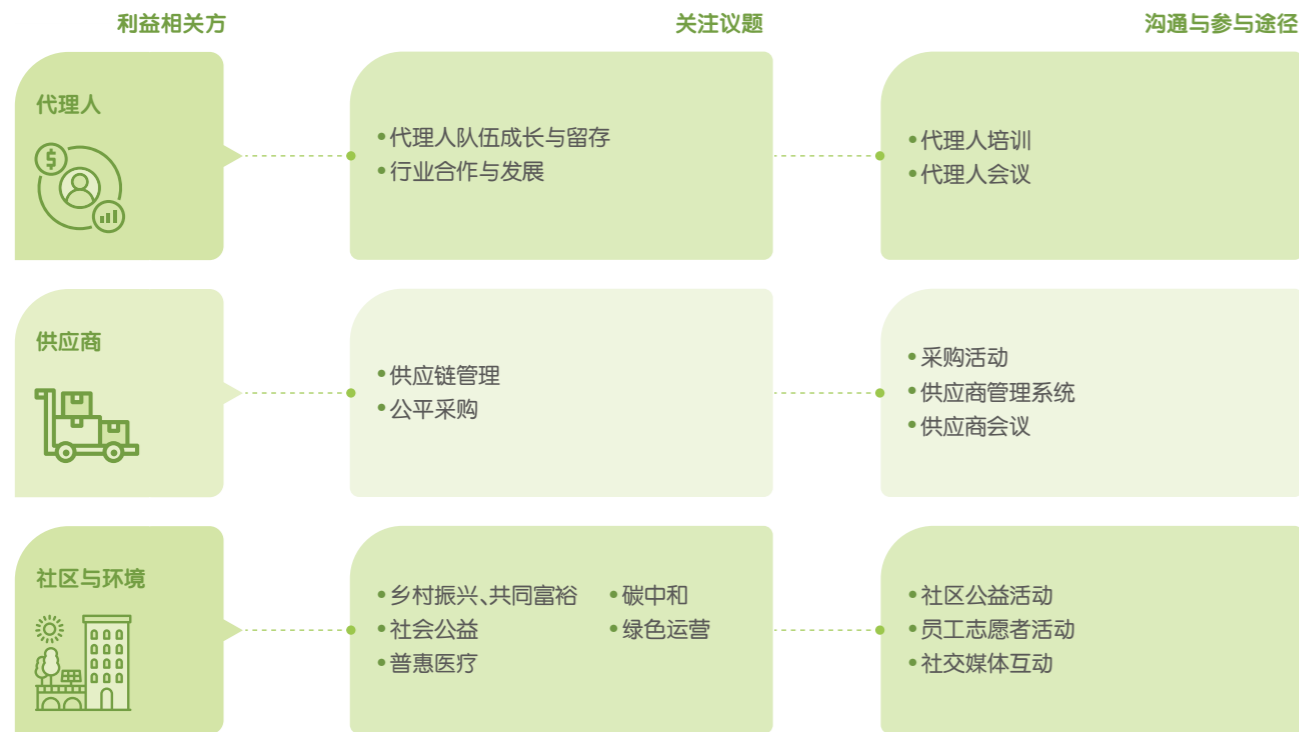 利益相关方
关注议题
沟通与参与途径
代理人
•代理人队伍成长与留存
•行业合作与发展
•代理人培训
•代理人会议
供应商
•供应链管理
•公平采购
•采购活动
•供应商管理系统
•供应商会议
社区与环境
•乡村振兴、共同富裕
•社会公益
•普惠医疗
•碳中和
•绿色运营
•社区公益活动
•员工志愿者活动
•社交媒体互动